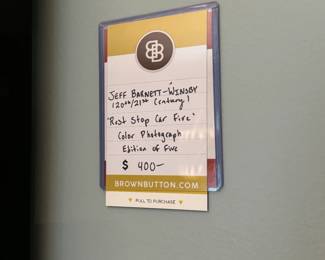 BB
JEFF BARNETT-WINSBY
(20th/21st Century)
"Rest Stop Car Fire"
Color Photograph
Edition of Five
$ 400-
BROWNBUTTON.COM
▼ PULL TO PURCHASE ▼